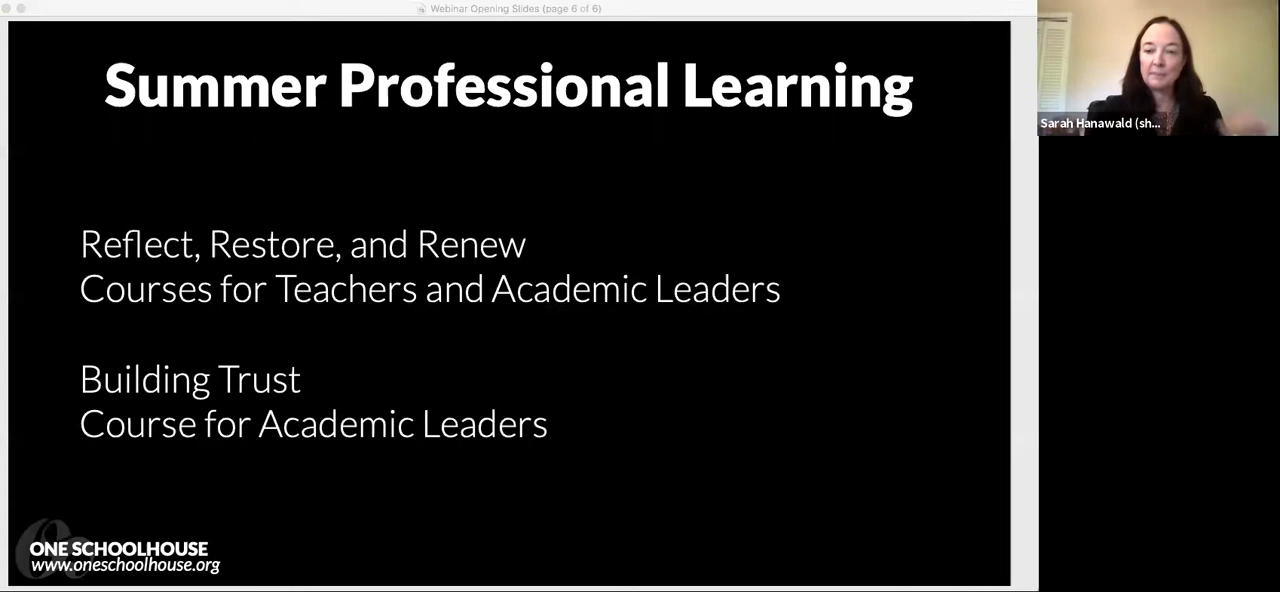 Webinar Opening Slides (page 6 of 6)
Summer Professional Learning
Reflect, Restore, and Renew
Courses for Teachers and Academic Leaders
Building Trust
Course for Academic Leaders
ONE SCHOOLHOUSE
www.oneschoolhouse.org
Sarah Hanawald (sh...